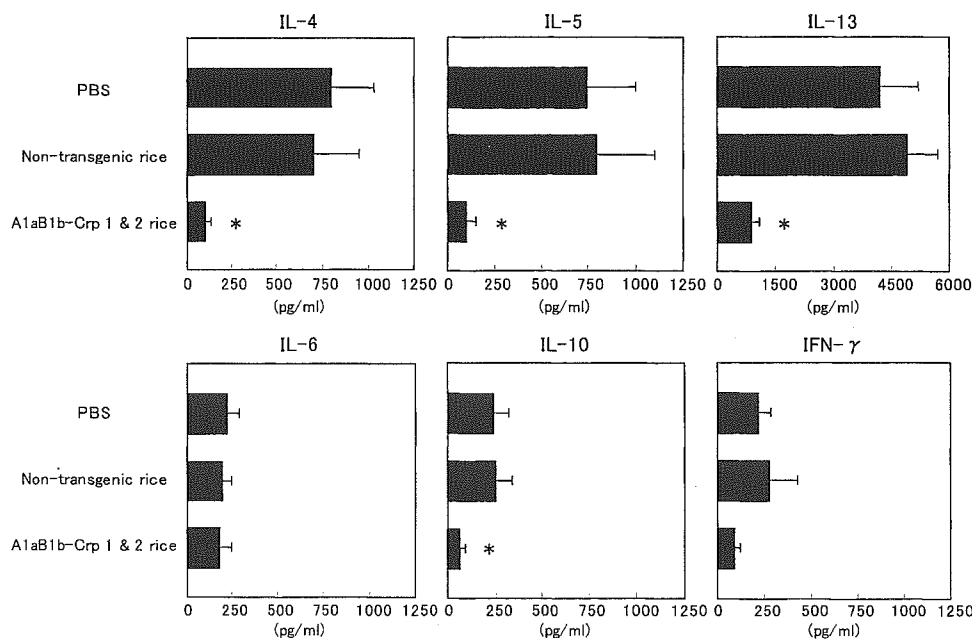 IL-4 IL-5 IL-13
PBS
Non-transgenic rice
A1aB1b-Crp 1 & 2 rice * * *
0 250 500 750 1000 1250 0 250 500 750 1000 1250 0 1500 3000 4500 6000
(pg/ml) (pg/ml) (pg/ml)
IL-6 IL-10 IFN-γ
PBS
Non-transgenic rice
A1aB1b-Crp 1 & 2 rice *
0 250 500 750 1000 1250 0 250 500 750 1000 1250 0 250 500 750 1000 1250
(pg/ml) (pg/ml) (pg/ml)